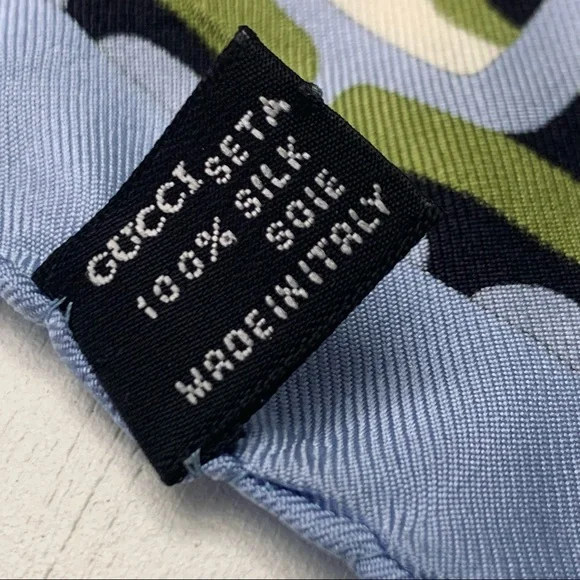 GUCCI SETA
100% SILK
SOIE
MADE IN ITALY